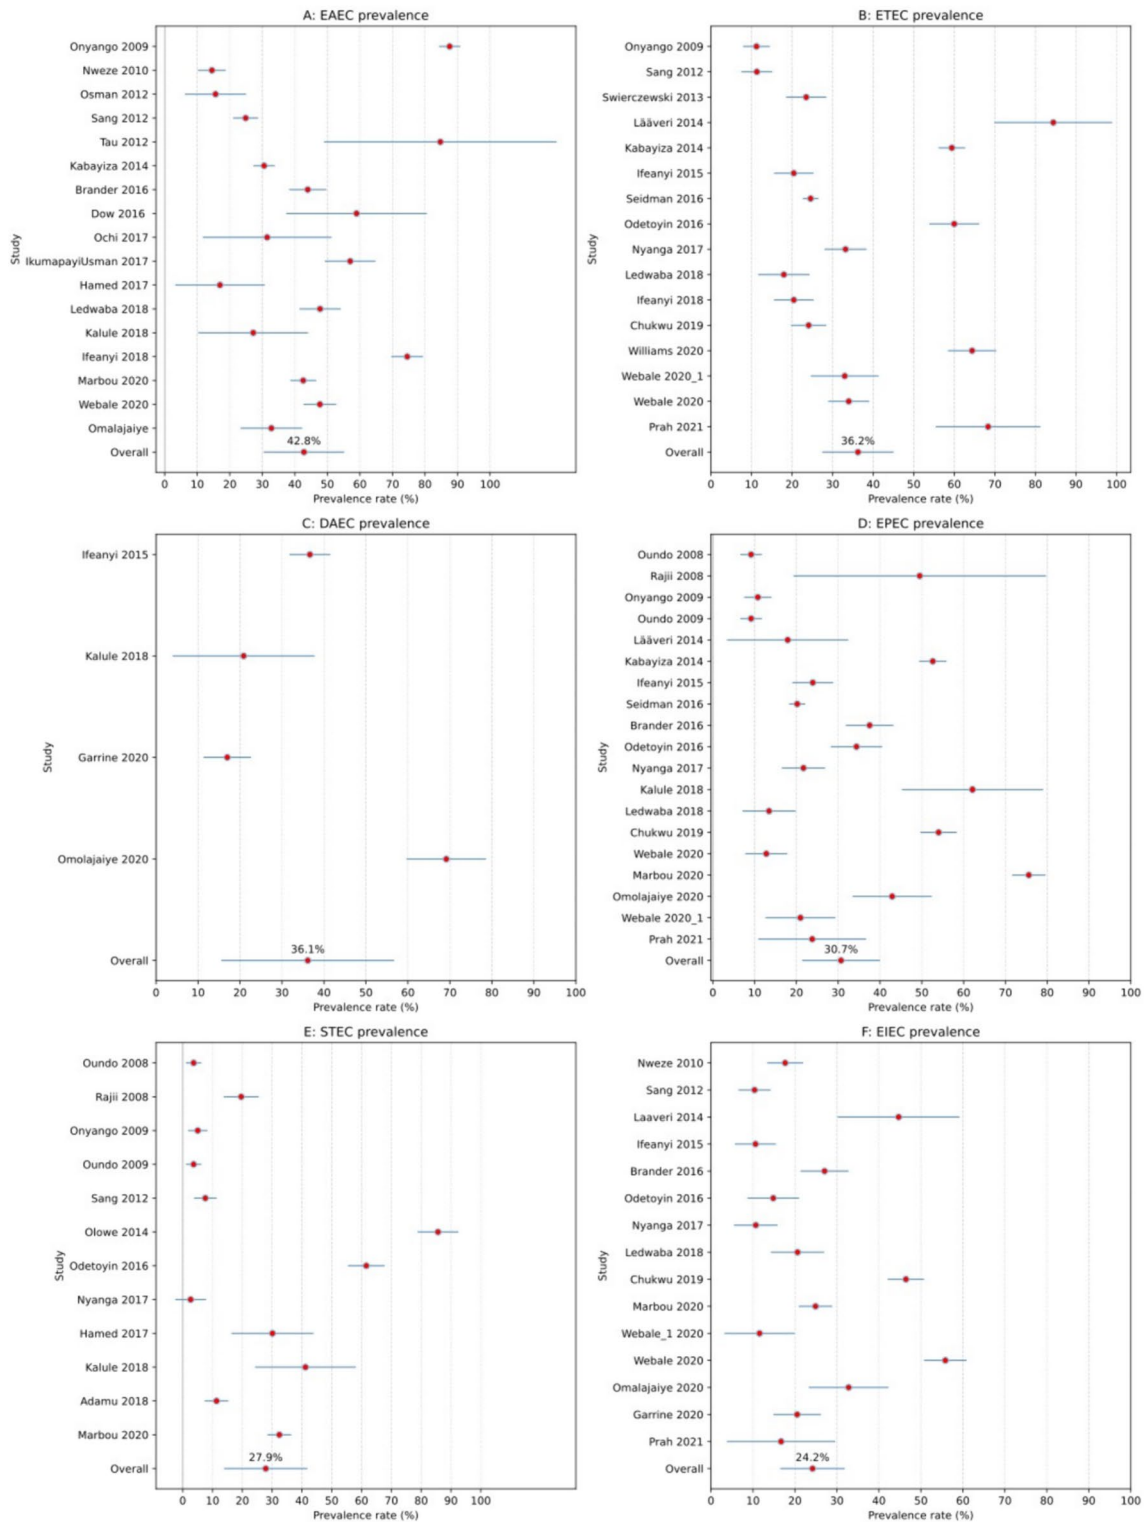 A: EAEC prevalence
Study
Onyango 2009
Nweze 2010
Osman 2012
Sang 2012
Tau 2012
Kabayiza 2014
Brander 2016
Dow 2016
Ochi 2017
IkumapayiUsman 2017
Hamed 2017
Ledwaba 2018
Kalule 2018
Ifeanyi 2018
Marbou 2020
Webale 2020
Omalajaiye
42.8%
Overall
0 10 20 30 40 50 60 70 80 90 100
Prevalence rate (%)
B: ETEC prevalence
Study
Onyango 2009
Sang 2012
Swierczewski 2013
Lääveri 2014
Kabayiza 2014
Ifeanyi 2015
Seidman 2016
Odetoyin 2016
Nyanga 2017
Ledwaba 2018
Ifeanyi 2018
Chukwu 2019
Williams 2020
Webale 2020_1
Webale 2020
Prah 2021
36.2%
Overall
0 10 20 30 40 50 60 70 80 90 100
Prevalence rate (%)
C: DAEC prevalence
Study
Ifeanyi 2015
Kalule 2018
Garrine 2020
Omolajaiye 2020
36.1%
Overall
0 10 20 30 40 50 60 70 80 90 100
Prevalence rate (%)
D: EPEC prevalence
Study
Oundo 2008
Rajii 2008
Onyango 2009
Oundo 2009
Lääveri 2014
Kabayiza 2014
Ifeanyi 2015
Seidman 2016
Brander 2016
Odetoyin 2016
Nyanga 2017
Kalule 2018
Ledwaba 2018
Chukwu 2019
Webale 2020
Marbou 2020
Omolajaiye 2020
Webale 2020_1
Prah 2021
30.7%
Overall
0 10 20 30 40 50 60 70 80 90 100
Prevalence rate (%)
E: STEC prevalence
Study
Oundo 2008
Rajii 2008
Onyango 2009
Oundo 2009
Sang 2012
Olowe 2014
Odetoyin 2016
Nyanga 2017
Hamed 2017
Kalule 2018
Adamu 2018
Marbou 2020
27.9%
Overall
0 10 20 30 40 50 60 70 80 90 100
Prevalence rate (%)
F: EIEC prevalence
Study
Nweze 2010
Sang 2012
Laaveri 2014
Ifeanyi 2015
Brander 2016
Odetoyin 2016
Nyanga 2017
Ledwaba 2018
Chukwu 2019
Marbou 2020
Webale_1 2020
Webale 2020
Omalajaiye 2020
Garrine 2020
Prah 2021
24.2%
Overall
0 10 20 30 40 50 60 70 80 90 100
Prevalence rate (%)